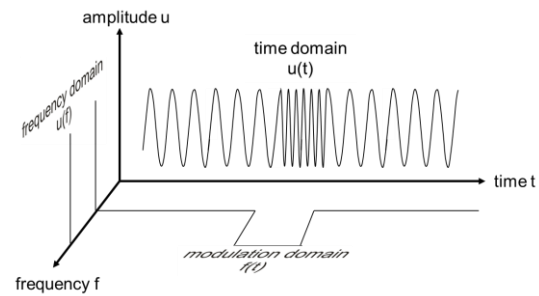 amplitude u
time domain
u(t)
frequency domain
u(f)
time t
modulation domain
f(t)
frequency f